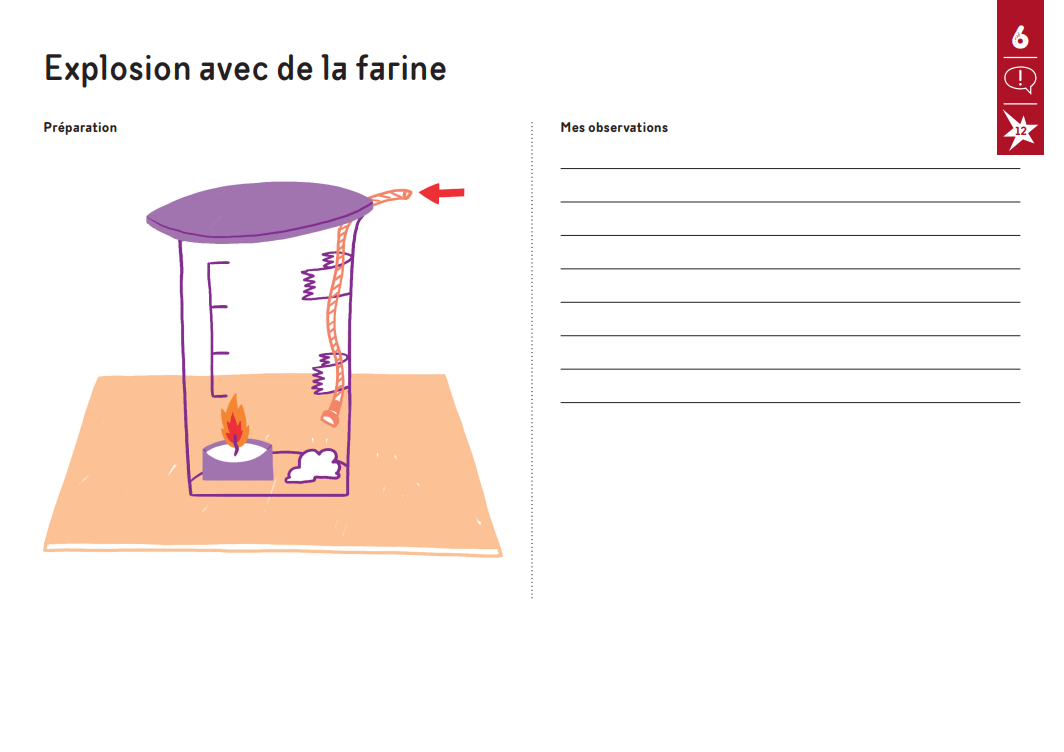 Explosion avec de la farine
6
!
12
Préparation
Mes observations